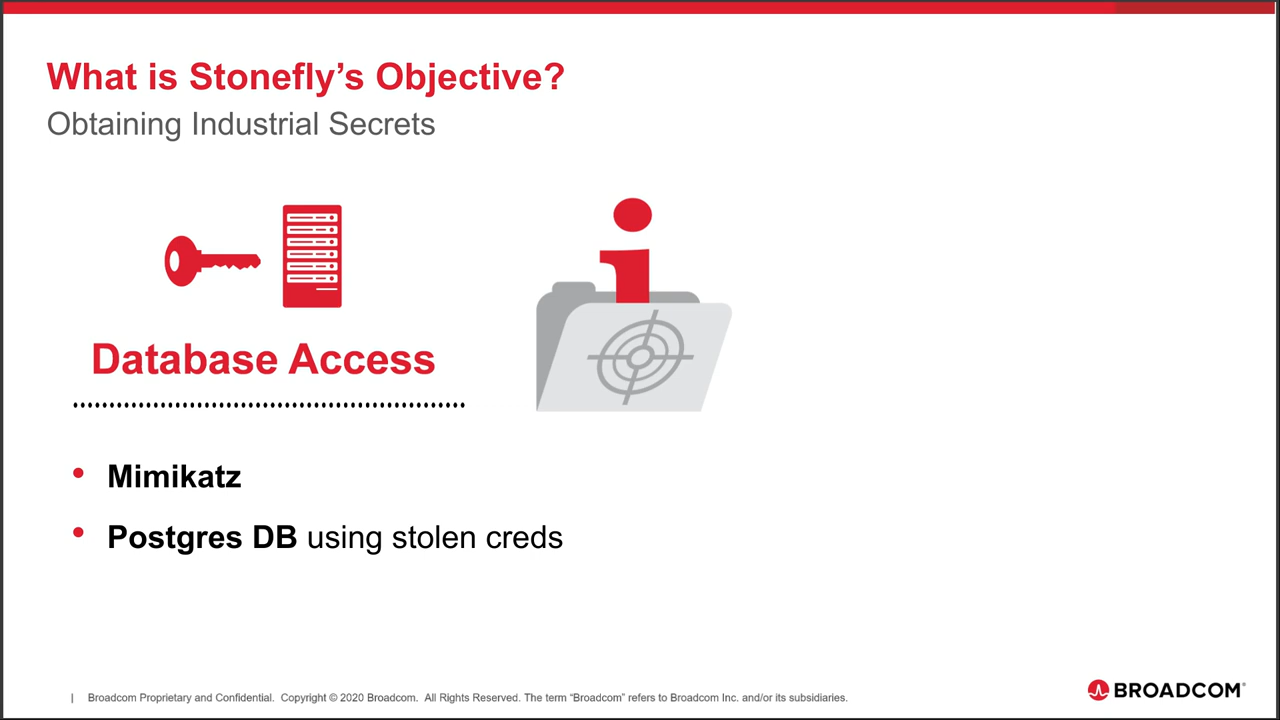 What is Stonefly’s Objective?
Obtaining Industrial Secrets
Database Access
• Mimikatz
• Postgres DB using stolen creds
| Broadcom Proprietary and Confidential. Copyright © 2020 Broadcom. All Rights Reserved. The term “Broadcom” refers to Broadcom Inc. and/or its subsidiaries.
BROADCOM®